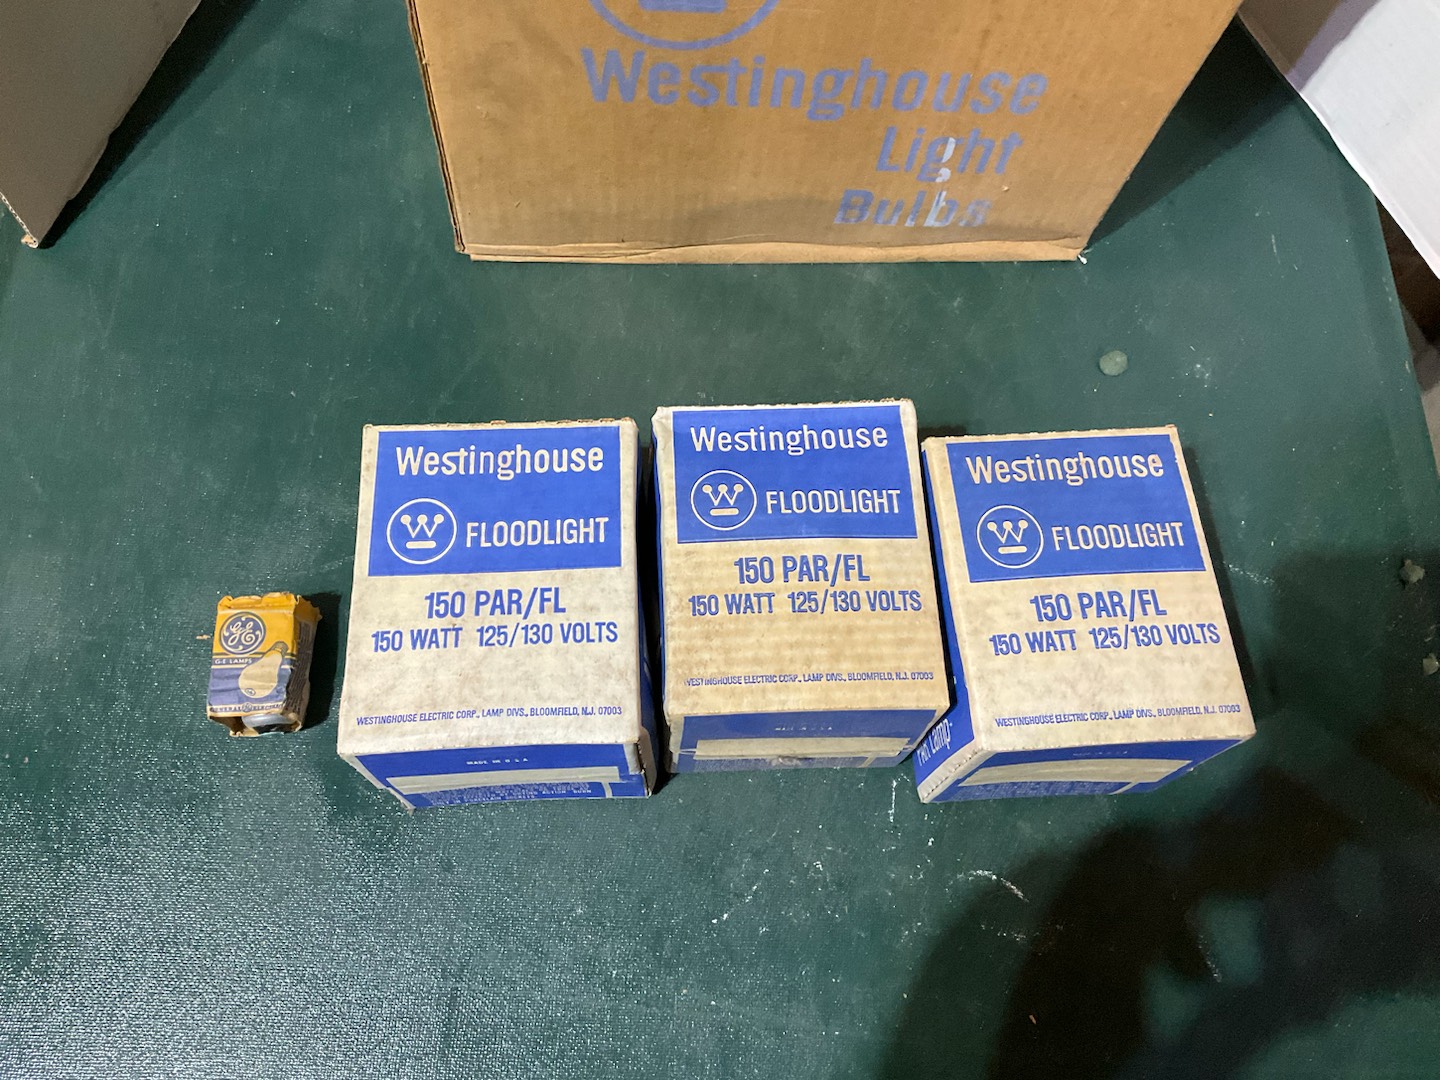 Westinghouse
Light
Bulbs
GE
G-E LAMPS
GENERAL ELECTRIC
Westinghouse
W FLOODLIGHT
150 PAR/FL
150 WATT 125/130 VOLTS
WESTINGHOUSE ELECTRIC CORP., LAMP DIVS., BLOOMFIELD, N.J. 07003
MADE IN U.S.A
Westinghouse
W FLOODLIGHT
150 PAR/FL
150 WATT 125/130 VOLTS
WESTINGHOUSE ELECTRIC CORP., LAMP DIVS., BLOOMFIELD, N.J. 07003
Westinghouse
W FLOODLIGHT
150 PAR/FL
150 WATT 125/130 VOLTS
WESTINGHOUSE ELECTRIC CORP., LAMP DIVS., BLOOMFIELD, N.J. 07003
Lamp